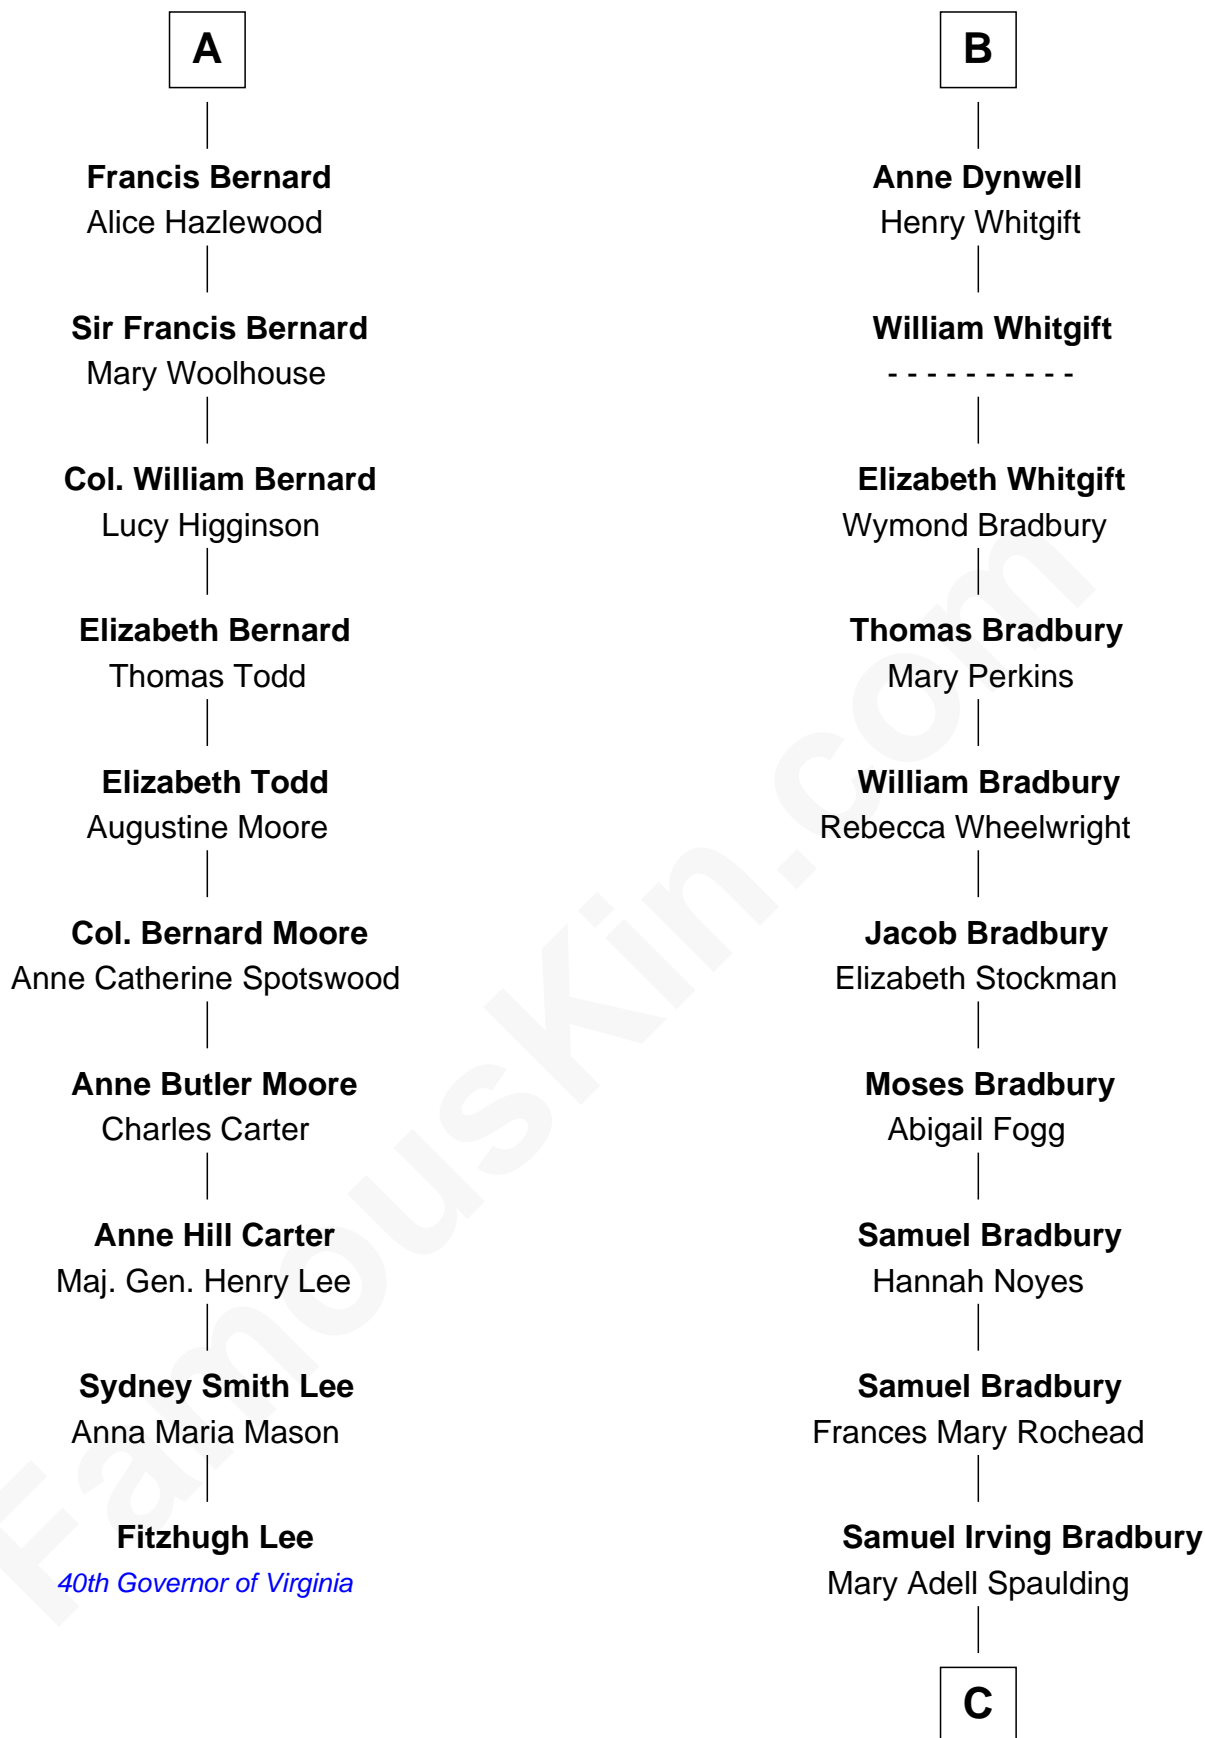 A
Francis Bernard
Alice Hazlewood
Sir Francis Bernard
Mary Woolhouse
Col. William Bernard
Lucy Higginson
Elizabeth Bernard
Thomas Todd
Elizabeth Todd
Augustine Moore
Col. Bernard Moore
Anne Catherine Spotswood
Anne Butler Moore
Charles Carter
Anne Hill Carter
Maj. Gen. Henry Lee
Sydney Smith Lee
Anna Maria Mason
Fitzhugh Lee
40th Governor of Virginia
B
Anne Dynwell
Henry Whitgift
William Whitgift
- - - - - - - - - -
Elizabeth Whitgift
Wymond Bradbury
Thomas Bradbury
Mary Perkins
William Bradbury
Rebecca Wheelwright
Jacob Bradbury
Elizabeth Stockman
Moses Bradbury
Abigail Fogg
Samuel Bradbury
Hannah Noyes
Samuel Bradbury
Frances Mary Rochead
Samuel Irving Bradbury
Mary Adell Spaulding
C
FamousKin.com